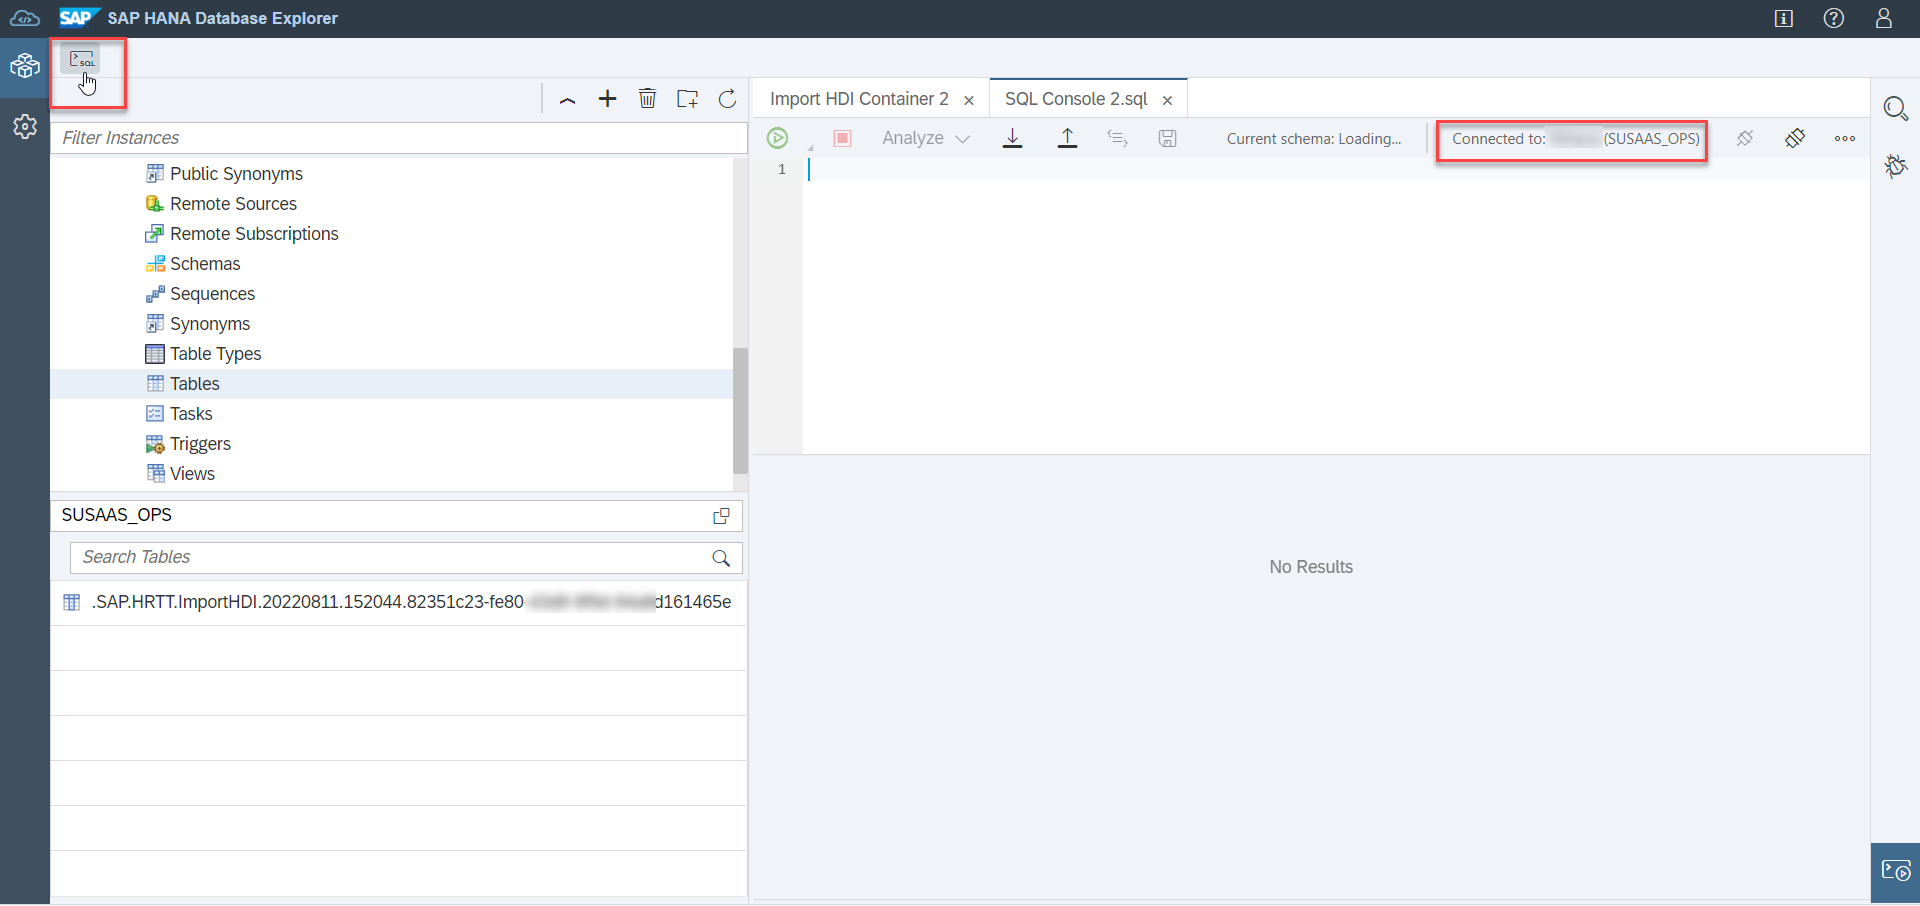 SAP SAP HANA Database Explorer
SQL
Import HDI Container 2
SQL Console 2.sql
Filter Instances
Analyze
Current schema: Loading...
Connected to: (SUSAAS_OPS)
1
Public Synonyms
Remote Sources
Remote Subscriptions
Schemas
Sequences
Synonyms
Table Types
Tables
Tasks
Triggers
Views
SUSAAS_OPS
Search Tables
No Results
.SAP.HRTT.ImportHDI.20220811.152044.82351c23-fe80- d161465e